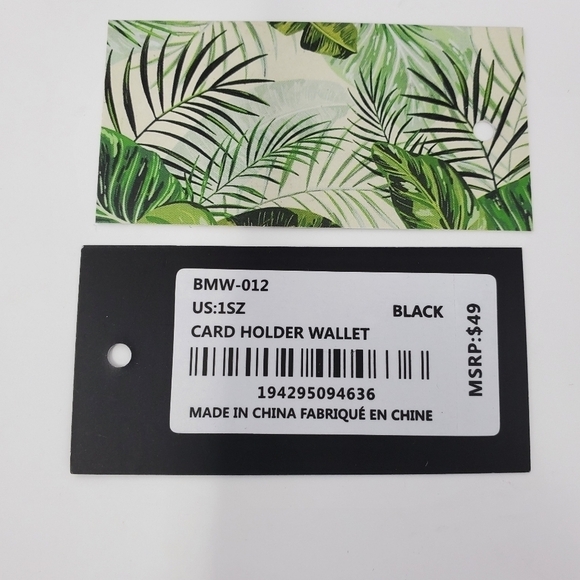 BMW-012
US:1SZ BLACK
CARD HOLDER WALLET
194295094636
MADE IN CHINA FABRIQUÉ EN CHINE
MSRP:$49